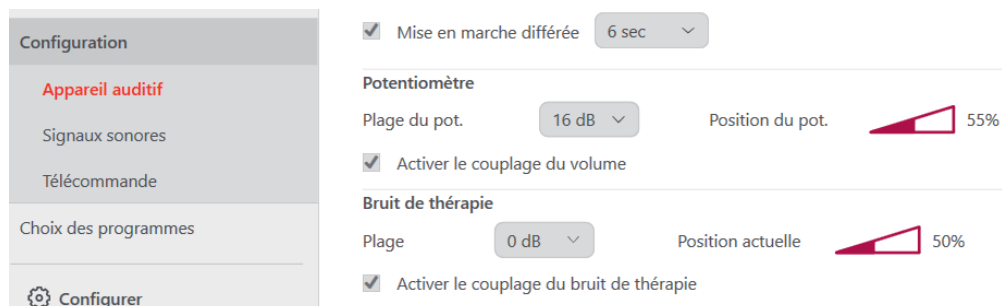 Configuration
Appareil auditif
Signaux sonores
Télécommande
Choix des programmes
Configurer
Mise en marche différée 6 sec
Potentiomètre
Plage du pot. 16 dB Position du pot. 55%
Activer le couplage du volume
Bruit de thérapie
Plage 0 dB Position actuelle 50%
Activer le couplage du bruit de thérapie